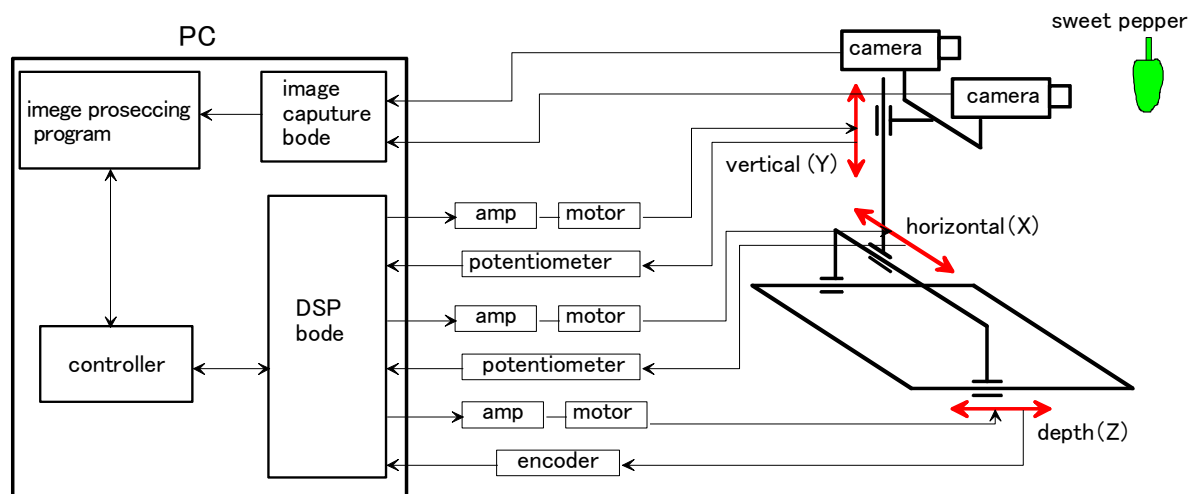 sweet pepper
PC
camera
image
caputure
bode
imege proseccing
program
camera
vertical (Y)
amp
motor
horizontal(X)
potentiometer
DSP
bode
amp
motor
controller
potentiometer
amp
motor
depth(Z)
encoder